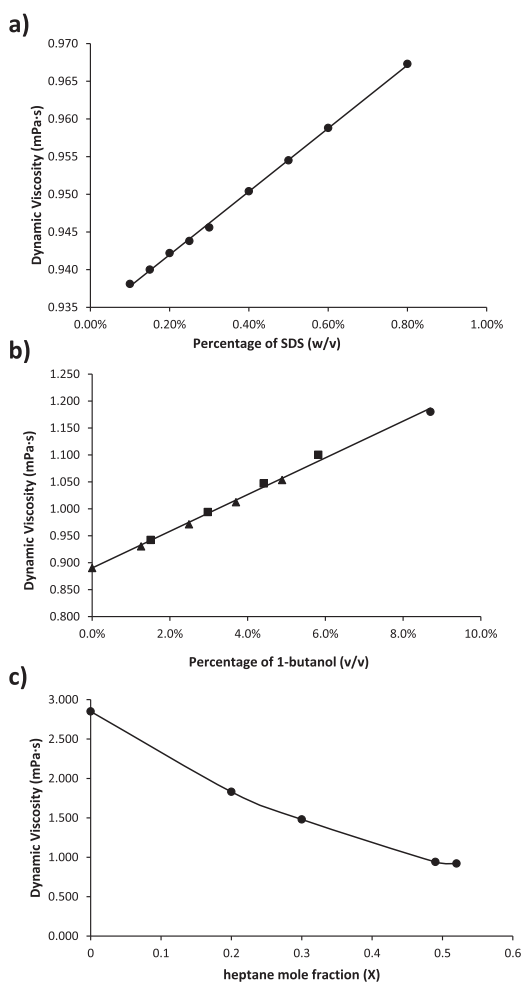 a)
0.970
0.965
0.960
0.955
0.950
0.945
0.940
0.935
Dynamic Viscosity (mPa·s)
0.00% 0.20% 0.40% 0.60% 0.80% 1.00%
Percentage of SDS (w/v)
b)
1.250
1.200
1.150
1.100
1.050
1.000
0.950
0.900
0.850
0.800
Dynamic Viscosity (mPa·s)
0.0% 2.0% 4.0% 6.0% 8.0% 10.0%
Percentage of 1-butanol (v/v)
c)
3.000
2.500
2.000
1.500
1.000
0.500
0.000
Dynamic Viscosity (mPa·s)
0 0.1 0.2 0.3 0.4 0.5 0.6
heptane mole fraction (X)